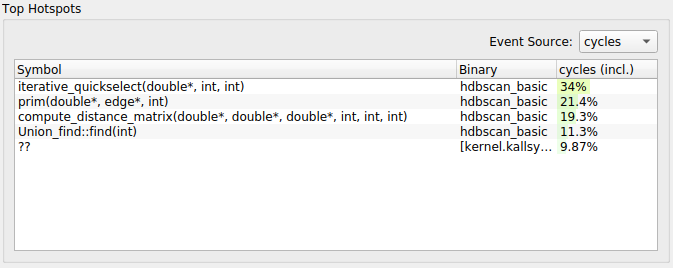 Top Hotspots
Event Source: cycles
Symbol Binary cycles (incl.)
iterative_quickselect(double*, int, int) hdbscan_basic 34%
prim(double*, edge*, int) hdbscan_basic 21.4%
compute_distance_matrix(double*, double*, double*, int, int, int) hdbscan_basic 19.3%
Union_find::find(int) hdbscan_basic 11.3%
?? [kernel.kallsy... 9.87%